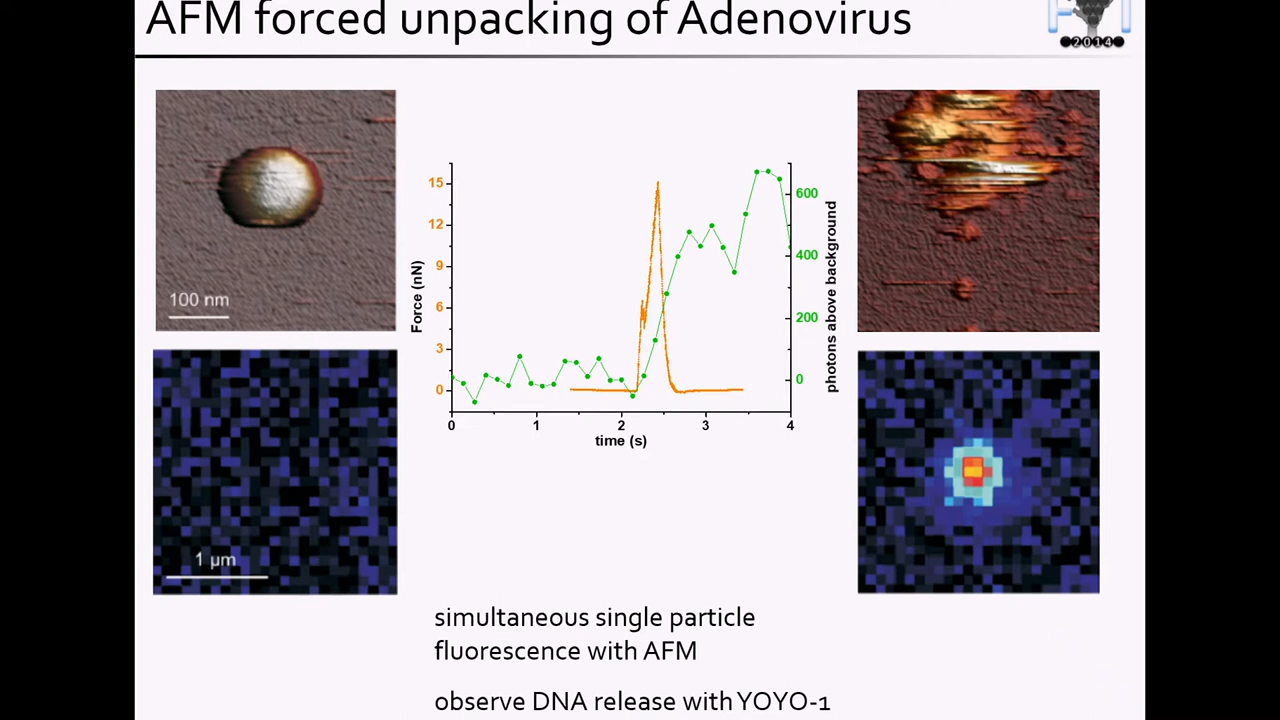 AFM forced unpacking of Adenovirus
2014
100 nm
15
12
9
6
3
0
Force (nN)
600
400
200
0
photons above background
0 1 2 3 4
time (s)
1 μm
simultaneous single particle
fluorescence with AFM
observe DNA release with YOYO-1